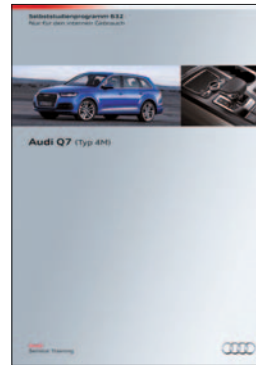 Selbststudienprogramm 632
Nur für den internen Gebrauch
Audi Q7 (Typ 4M)
Audi
Service Training